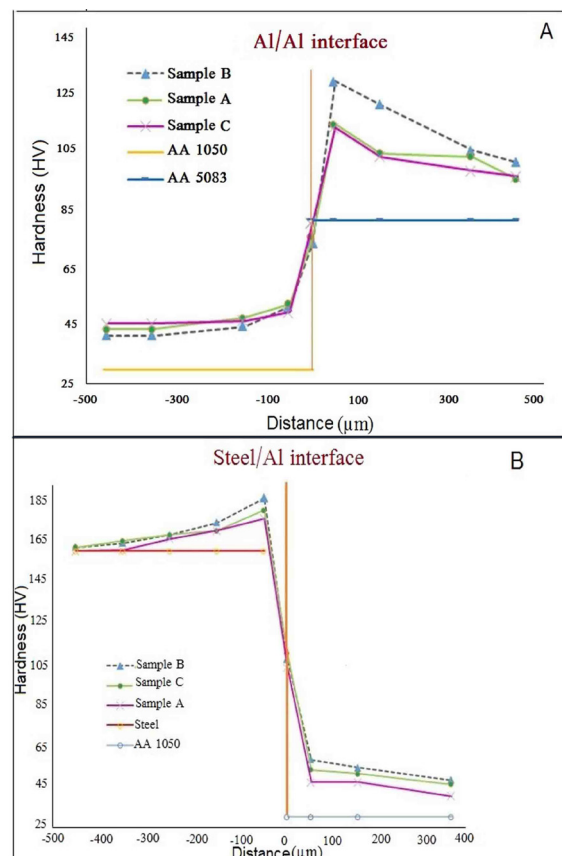 A
Al/Al interface
Sample B
Sample A
Sample C
AA 1050
AA 5083
Hardness (HV)
145
125
105
85
65
45
25
-500
-300
-100
100
300
500
Distance (µm)
B
Steel/Al interface
Sample B
Sample C
Sample A
Steel
AA 1050
Hardness (HV)
185
165
145
125
105
85
65
45
25
-500
-400
-300
-200
-100
0
100
200
300
400
Distance(µm)